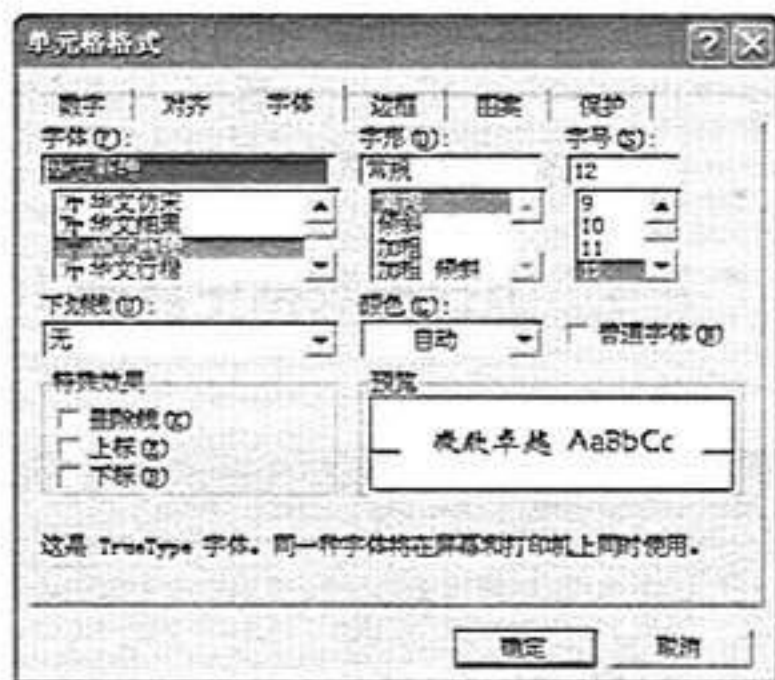 单元格格式
数字 对齐 字体 边框 图案 保护
字体(F): 字形(O): 字号(S):
常规 12
华文仿宋 9
华文细黑 倾斜 10
加粗 11
华文行楷 加粗 倾斜 12
下划线(U): 颜色(C):
无 自动 普通字体(N)
特殊效果 预览
删除线(K)
上标(E)
下标(B)
微软卓越 AaBbCc
这是 TrueType 字体。同一种字体将在屏幕和打印机上同时使用。
确定 取消